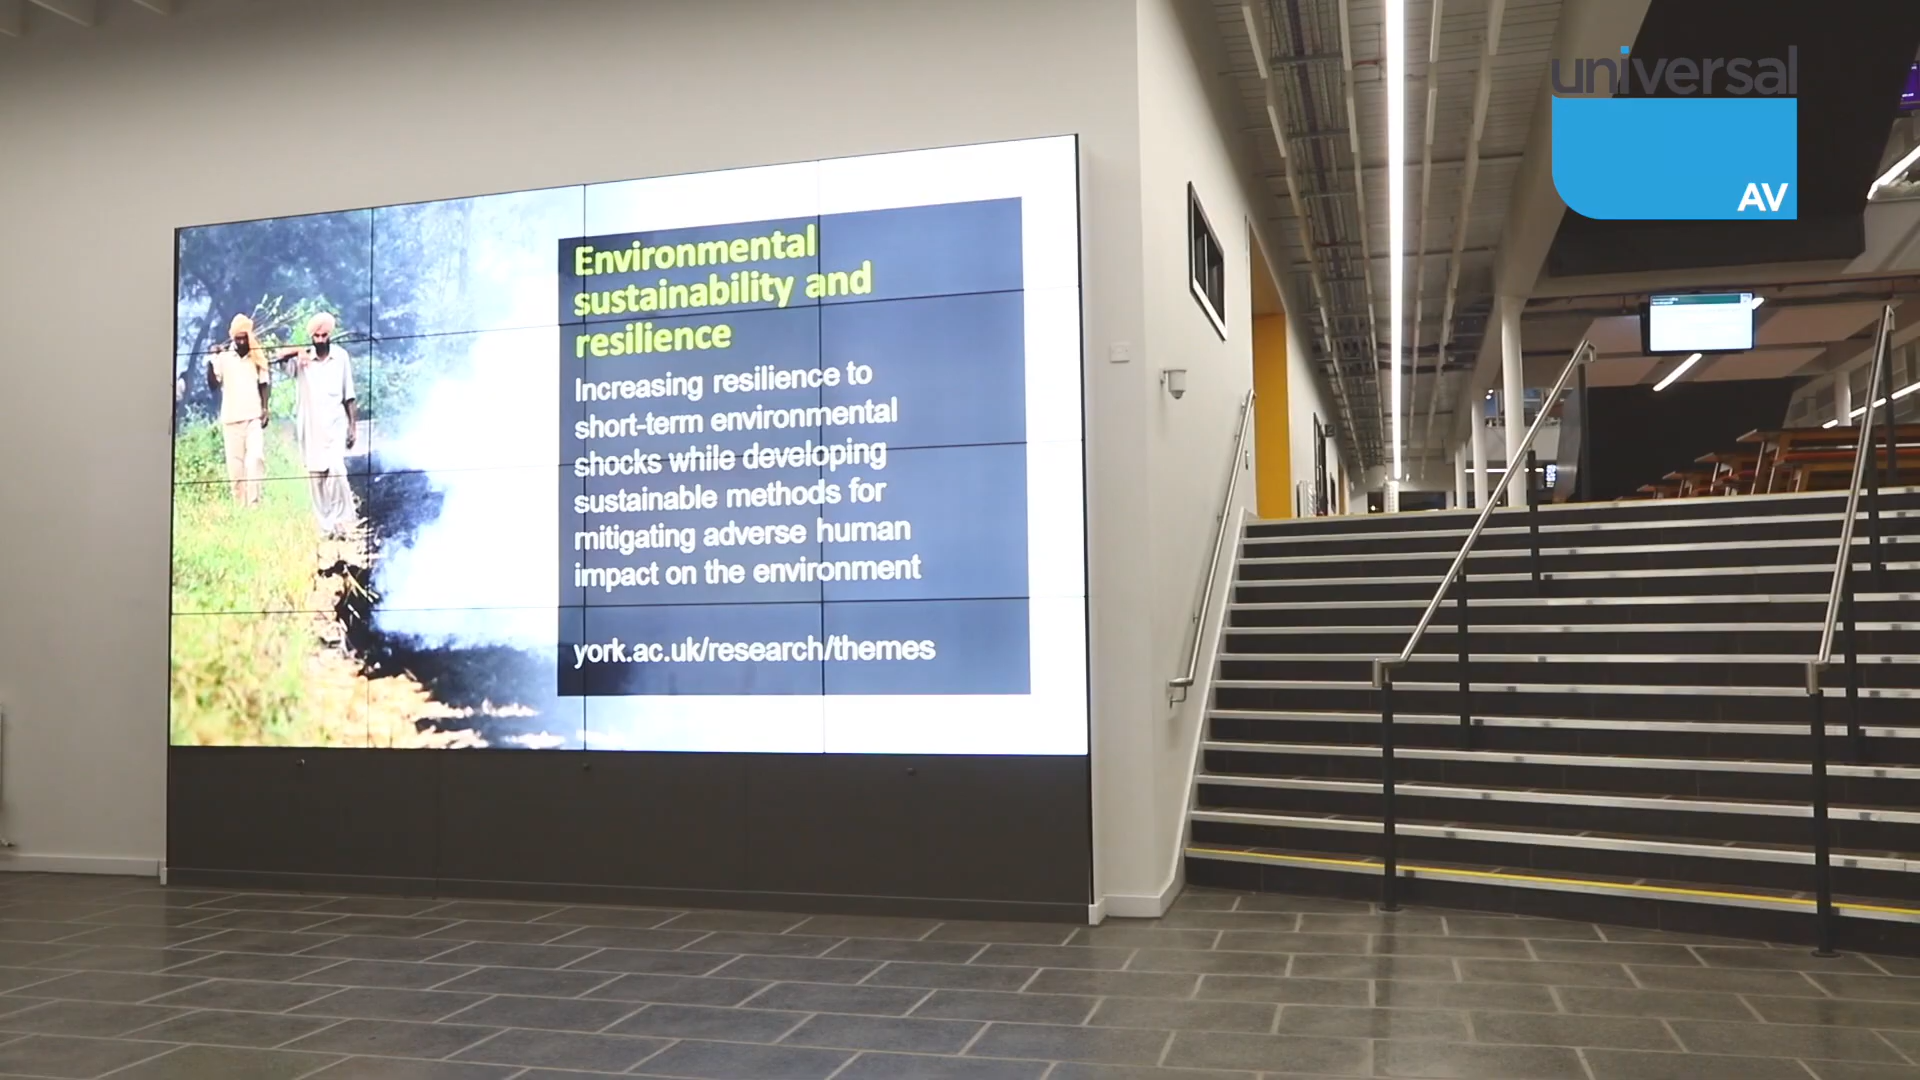 universal
AV
Environmental
sustainability and
resilience
Increasing resilience to
short-term environmental
shocks while developing
sustainable methods for
mitigating adverse human
impact on the environment
york.ac.uk/research/themes